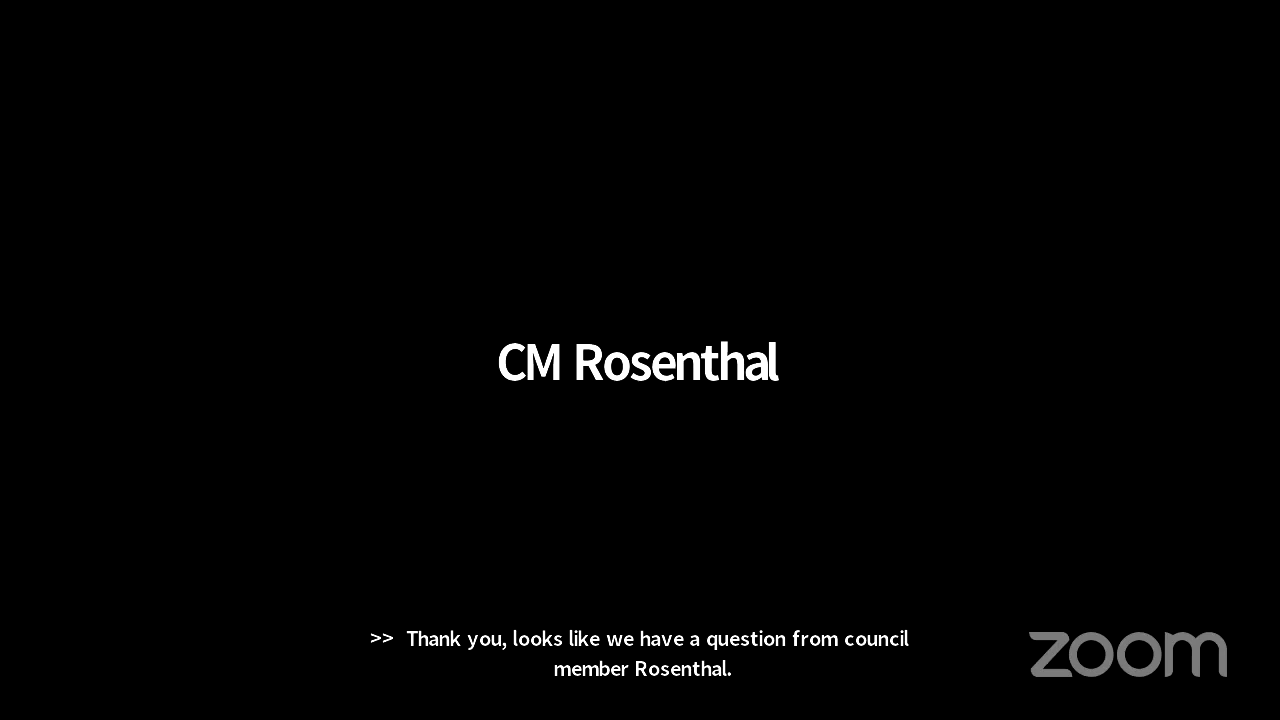 CM Rosenthal
>> Thank you, looks like we have a question from council
member Rosenthal.
zoom